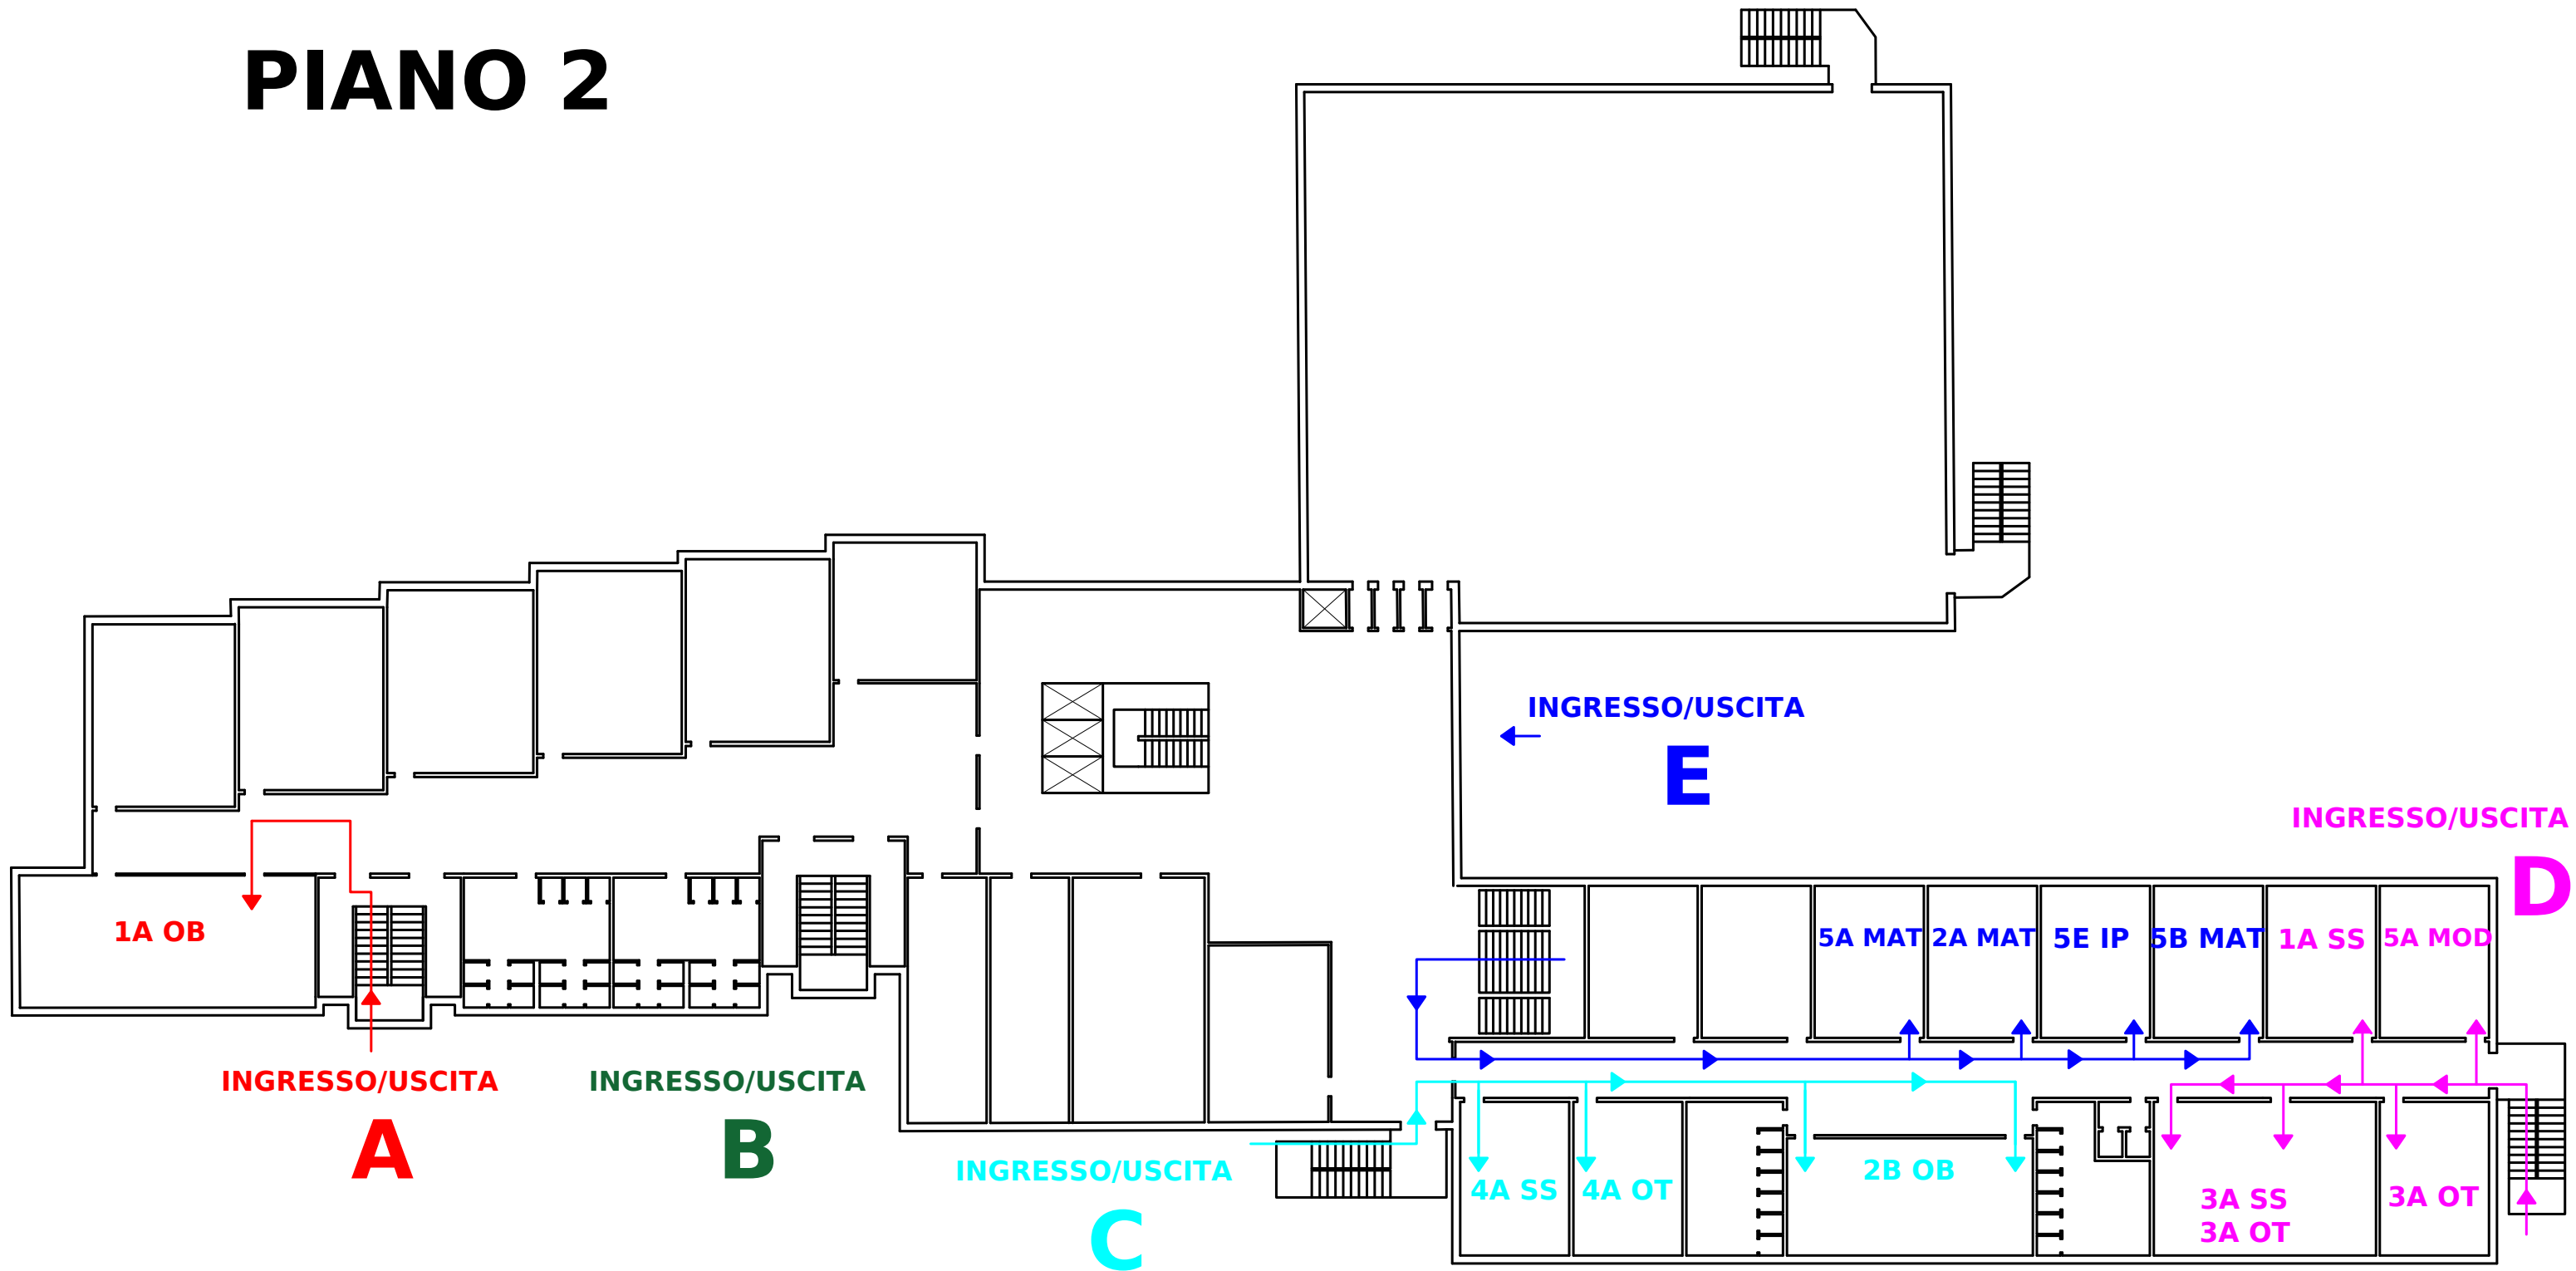 PIANO 2
INGRESSO/USCITA
E
INGRESSO/USCITA
D
1A OB
5A MAT
2A MAT
5E IP
5B MAT
1A SS
5A MOD
INGRESSO/USCITA
A
INGRESSO/USCITA
B
INGRESSO/USCITA
C
4A SS
4A OT
2B OB
3A SS
3A OT
3A OT